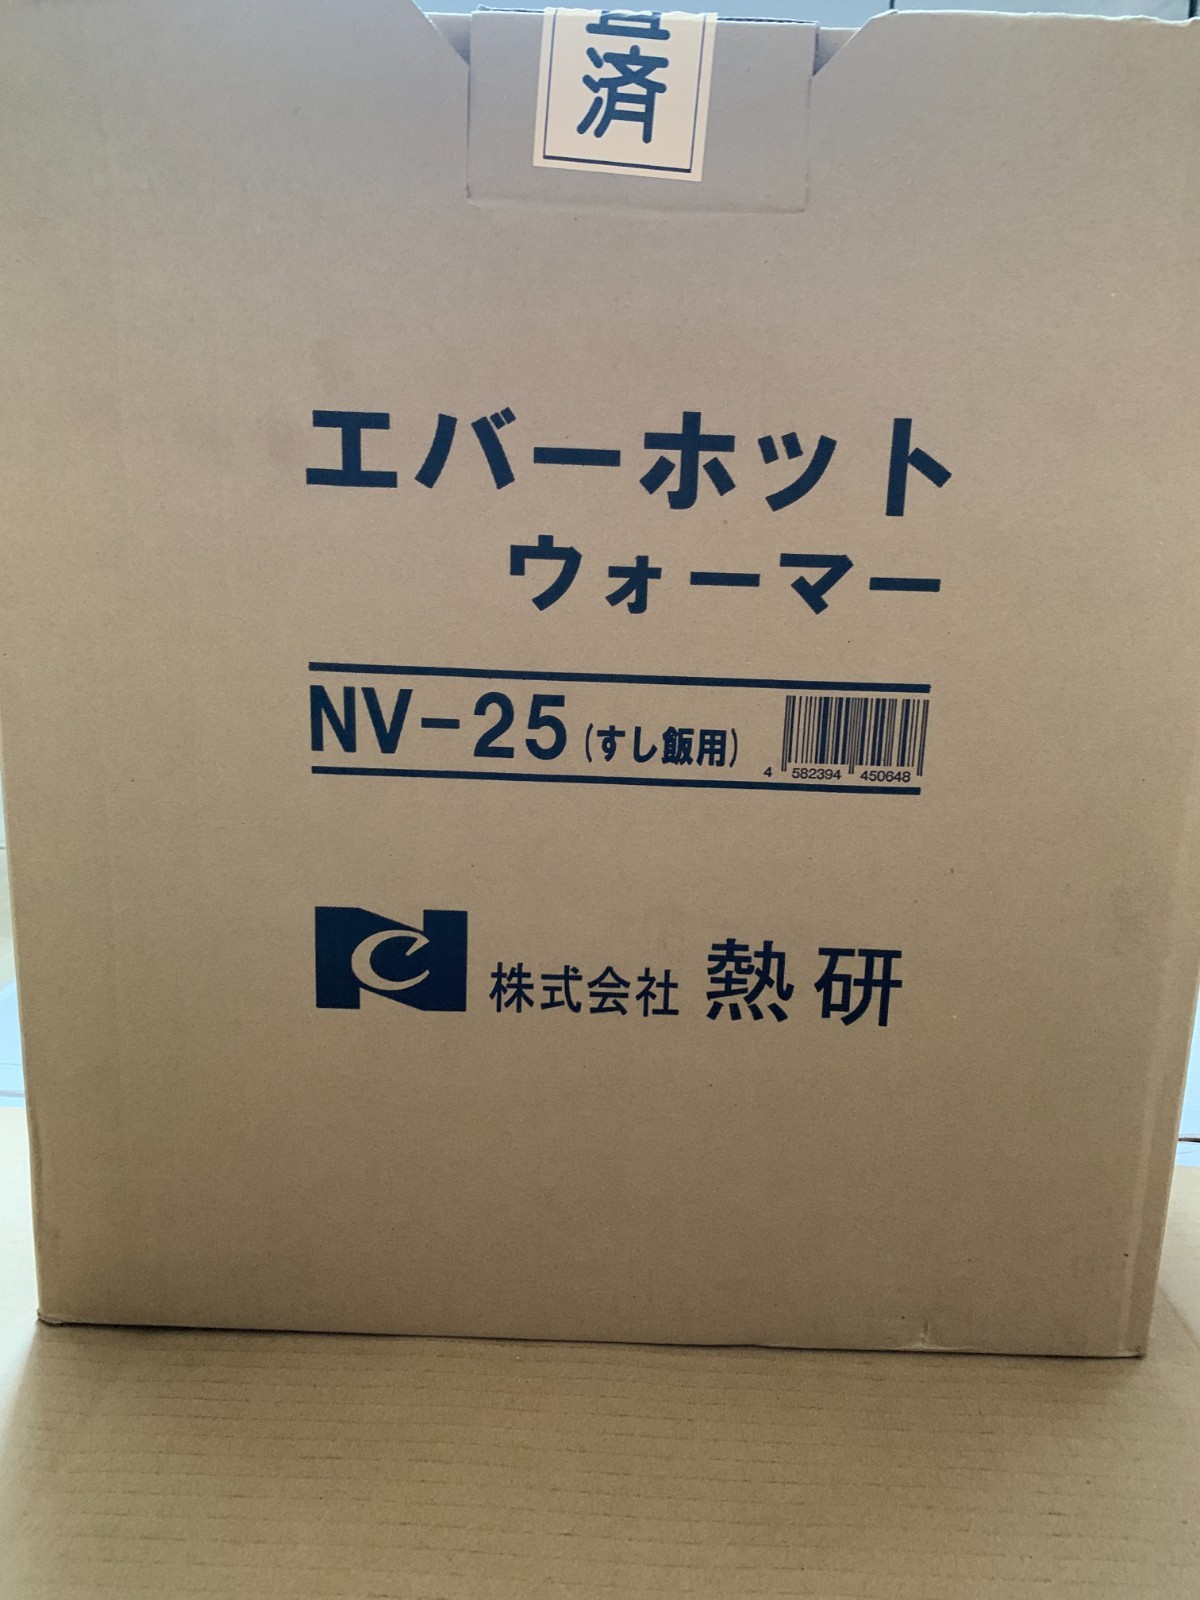 済
エバーホット
ウォーマー
NV-25 (すし飯用)
4 582394 450648
株式会社 熱研